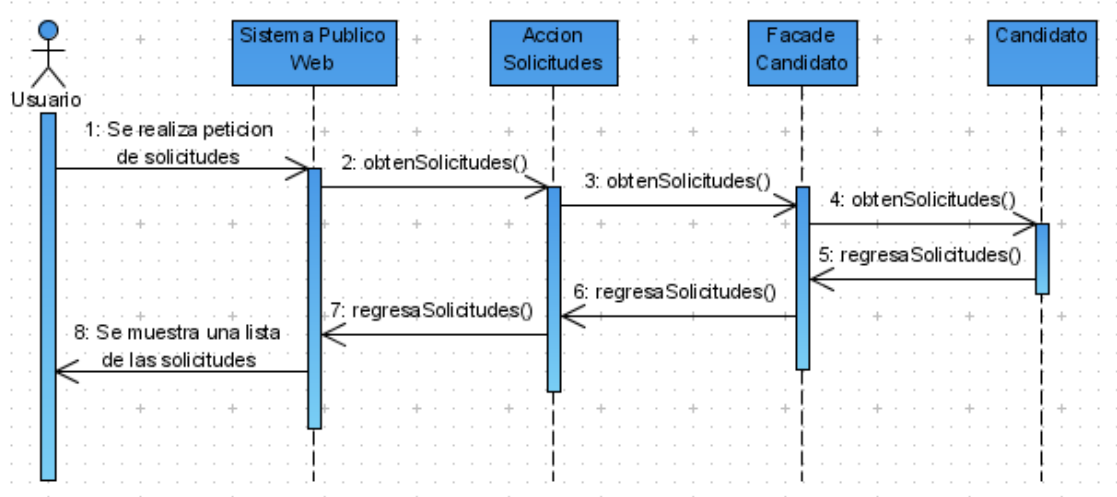 Sistema Publico
Web
Accion
Solicitudes
Facade
Candidato
Candidato
Usuario
1: Se realiza peticion
de solicitudes
2: obtenSolicitudes()
3: obtenSolicitudes()
4: obtenSolicitudes()
5: regresaSolicitudes()
6: regresaSolicitudes()
7: regresaSolicitudes()
8: Se muestra una lista
de las solicitudes